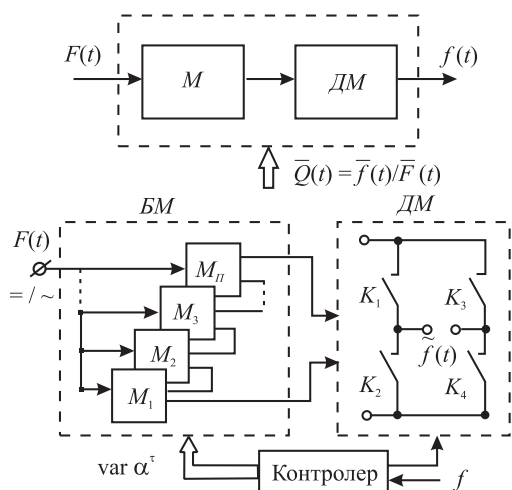 F(t) M ДМ f(t)
Q̅(t) = f̅(t)/F̅(t)
БМ ДМ
F(t)
= / ~
M_П
M_3
M_2
M_1
K_1 K_3
f̃(t)
K_2 K_4
var α^τ
Контролер
f